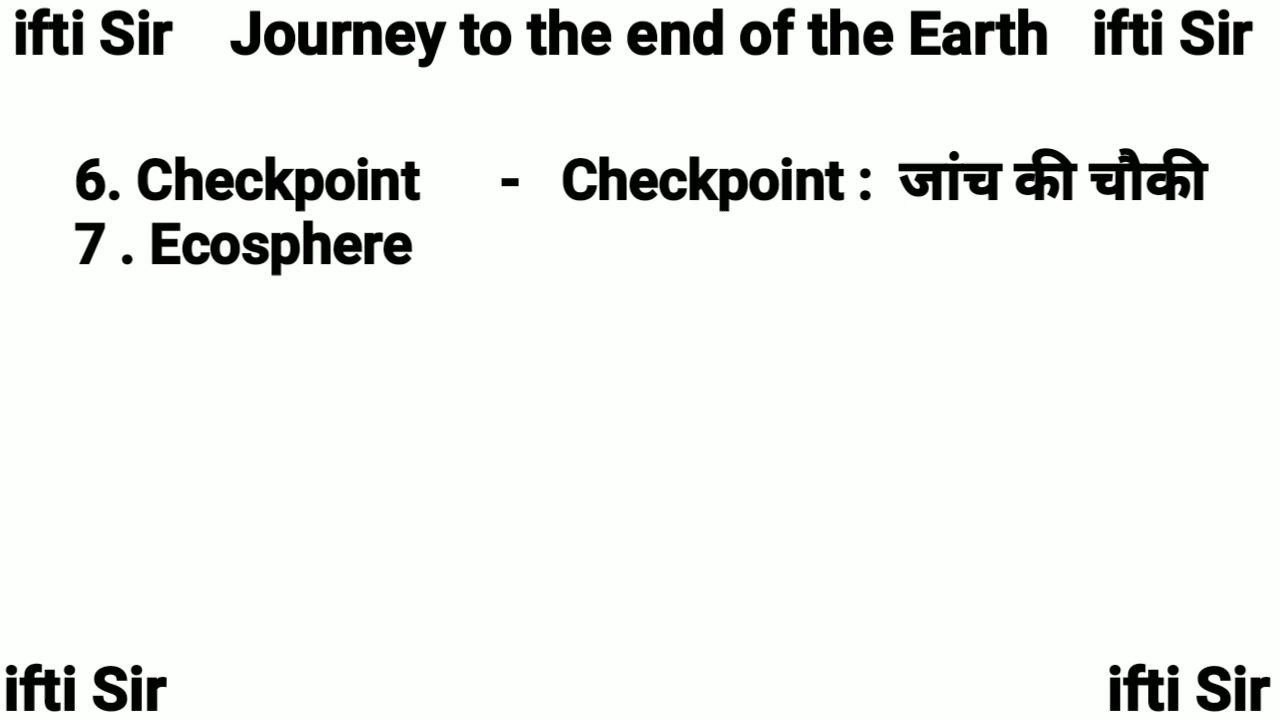 ifti Sir Journey to the end of the Earth ifti Sir
6. Checkpoint - Checkpoint : जांच की चौकी
7 . Ecosphere
ifti Sir ifti Sir